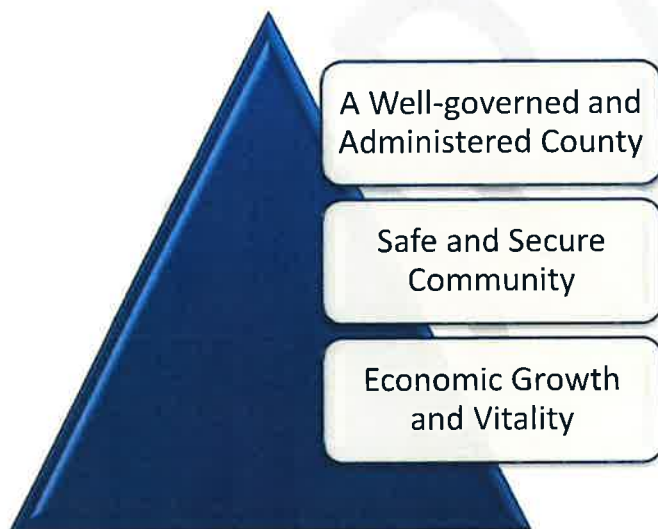 A Well-governed and
Administered County
Safe and Secure
Community
Economic Growth
and Vitality